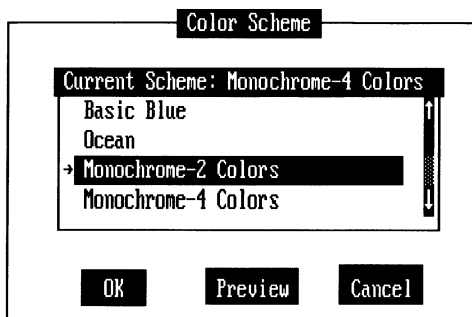 Color Scheme
Current Scheme: Monochrome-4 Colors
Basic Blue
Ocean
→ Monochrome-2 Colors
Monochrome-4 Colors
OK Preview Cancel